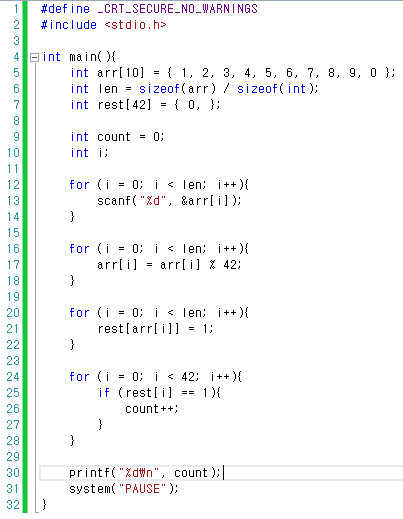 1 #define _CRT_SECURE_NO_WARNINGS
2 #include <stdio.h>
3
4 int main(){
5     int arr[10] = { 1, 2, 3, 4, 5, 6, 7, 8, 9, 0 };
6     int len = sizeof(arr) / sizeof(int);
7     int rest[42] = { 0, };
8
9     int count = 0;
10     int i;
11
12     for (i = 0; i < len; i++){
13         scanf("%d", &arr[i]);
14     }
15
16     for (i = 0; i < len; i++){
17         arr[i] = arr[i] % 42;
18     }
19
20     for (i = 0; i < len; i++){
21         rest[arr[i]] = 1;
22     }
23
24     for (i = 0; i < 42; i++){
25         if (rest[i] == 1){
26             count++;
27         }
28     }
29
30     printf("%d₩n", count);
31     system("PAUSE");
32 }